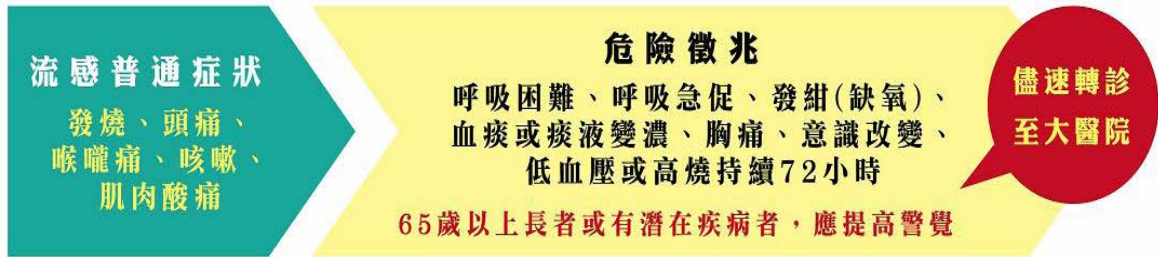 流感普通症狀
發燒、頭痛、
喉嚨痛、咳嗽、
肌肉酸痛
危險徵兆
呼吸困難、呼吸急促、發紺(缺氧)、
血痰或痰液變濃、胸痛、意識改變、
低血壓或高燒持續72小時
65歲以上長者或有潛在疾病者，應提高警覺
儘速轉診
至大醫院